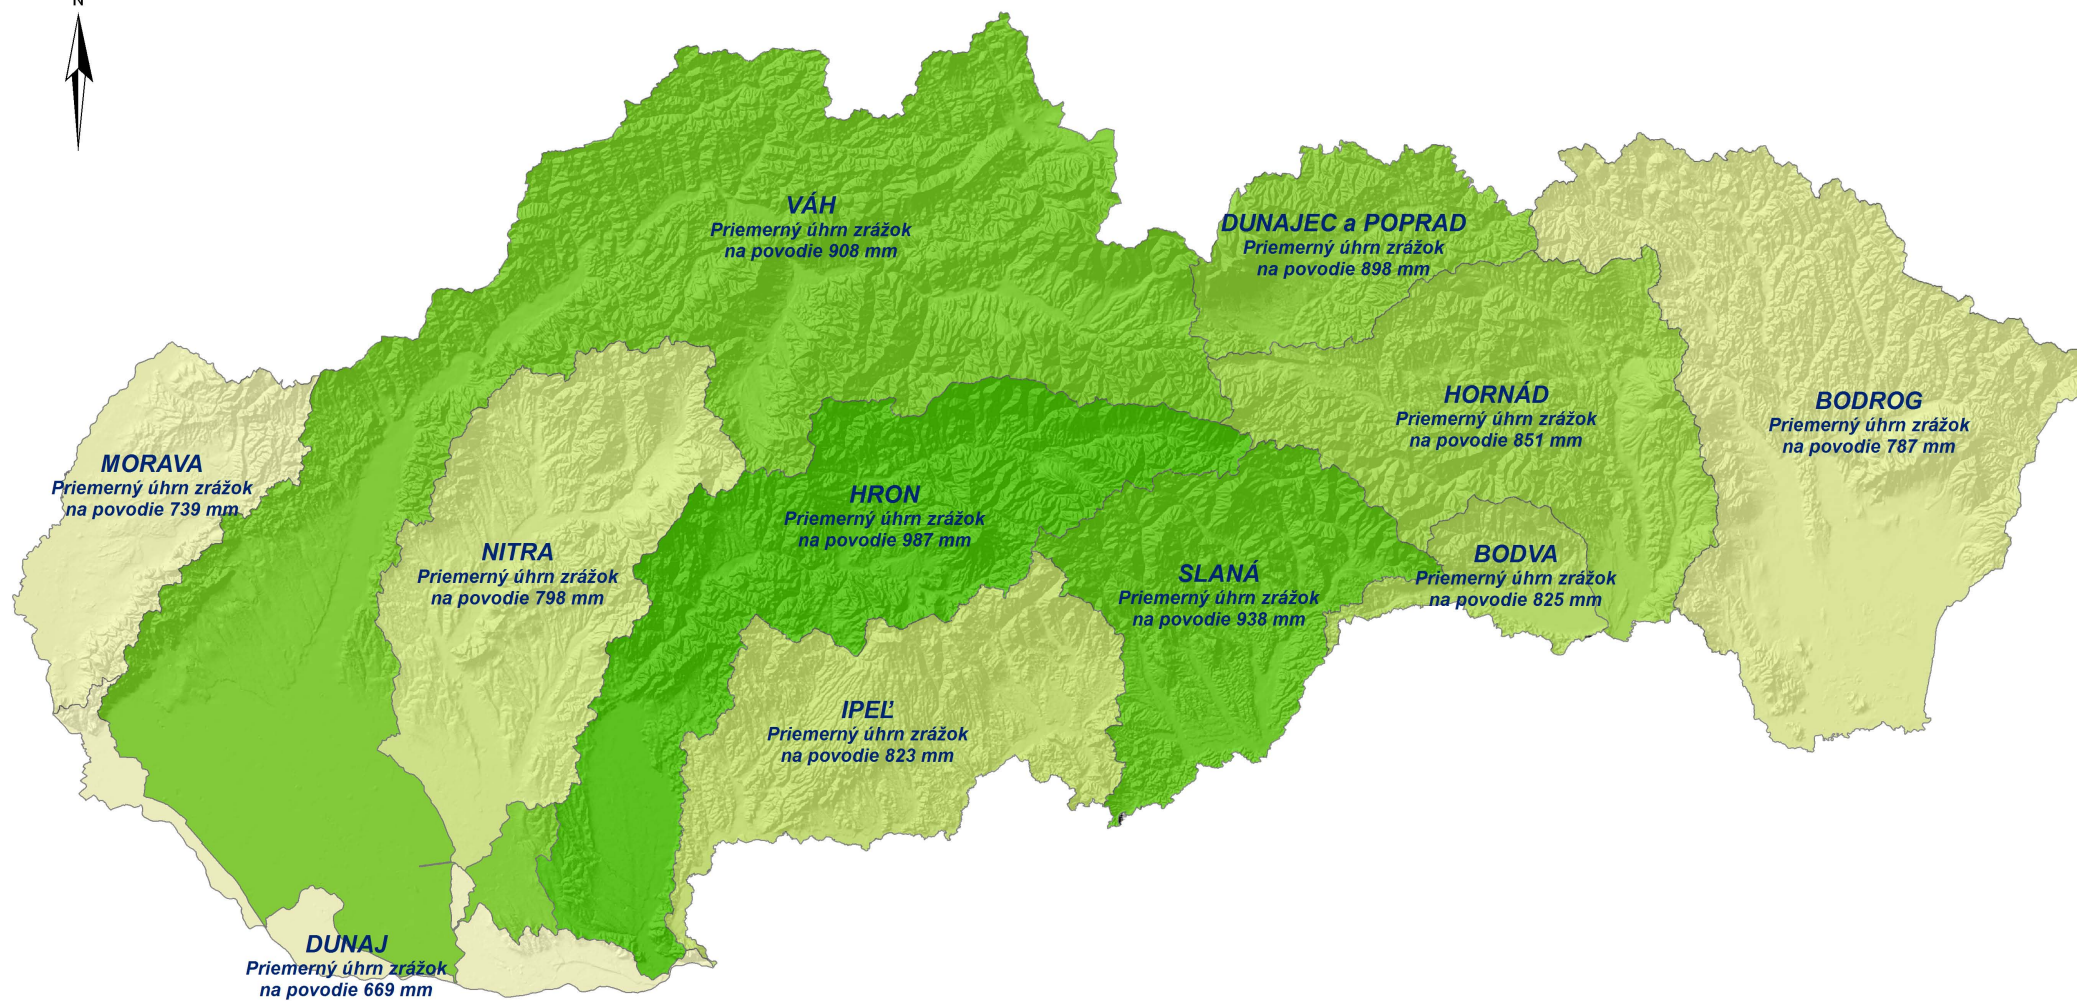 N
VÁH
Priemerný úhrn zrážok
na povodie 908 mm
DUNAJEC a POPRAD
Priemerný úhrn zrážok
na povodie 898 mm
HORNÁD
Priemerný úhrn zrážok
na povodie 851 mm
BODROG
Priemerný úhrn zrážok
na povodie 787 mm
MORAVA
Priemerný úhrn zrážok
na povodie 739 mm
HRON
Priemerný úhrn zrážok
na povodie 987 mm
NITRA
Priemerný úhrn zrážok
na povodie 798 mm
SLANÁ
Priemerný úhrn zrážok
na povodie 938 mm
BODVA
Priemerný úhrn zrážok
na povodie 825 mm
IPEĽ
Priemerný úhrn zrážok
na povodie 823 mm
DUNAJ
Priemerný úhrn zrážok
na povodie 669 mm